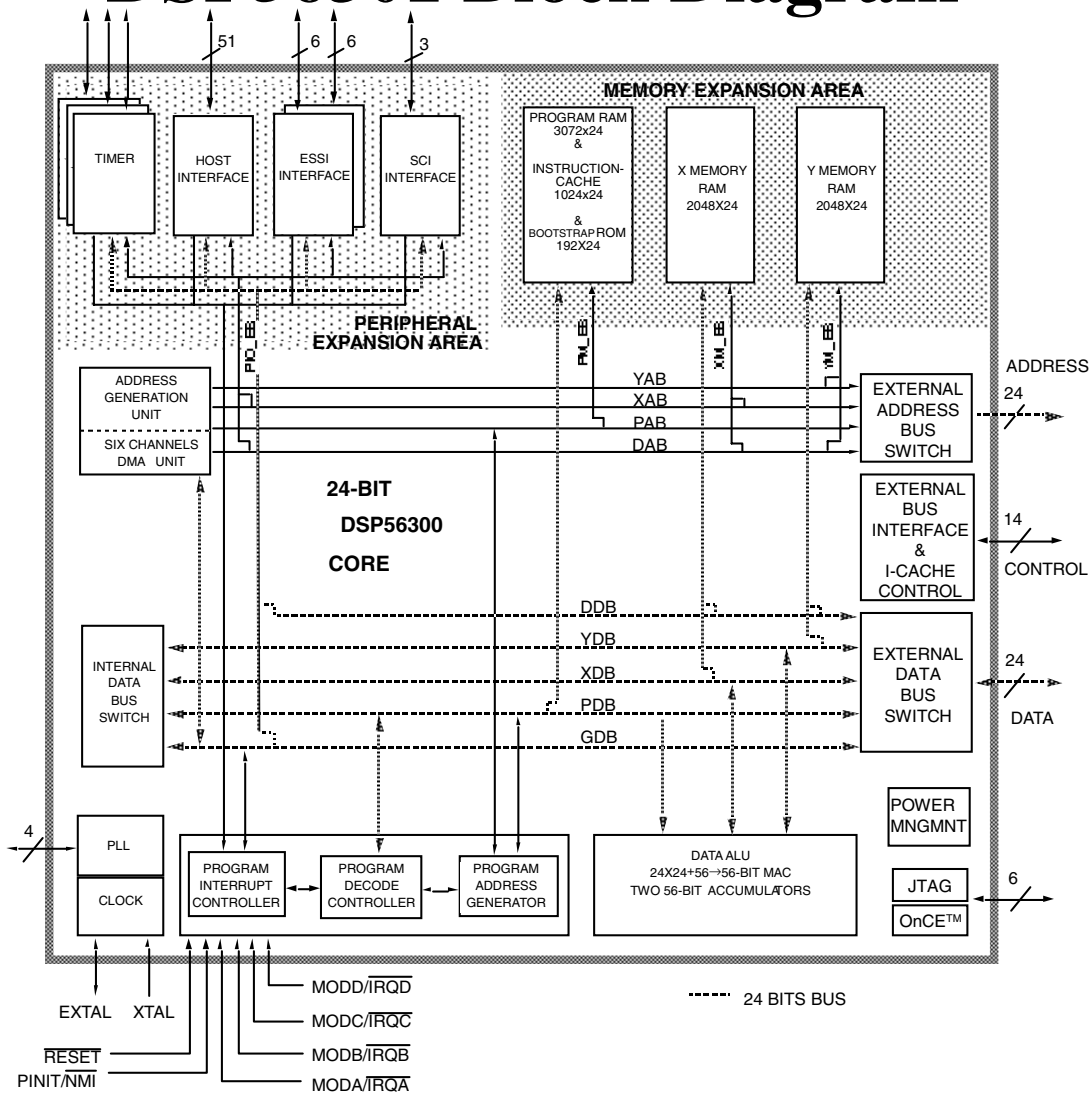 Block Diagram
51
6
6
3
MEMORY EXPANSION AREA
TIMER
HOST
INTERFACE
ESSI
INTERFACE
SCI
INTERFACE
PROGRAM RAM
3072x24
&
INSTRUCTION-
CACHE
1024x24
&
BOOTSTRAP ROM
192X24
X MEMORY
RAM
2048X24
Y MEMORY
RAM
2048X24
PERIPHERAL
EXPANSION AREA
PIO_EB
PM_EB
XM_EB
YM_EB
ADDRESS
GENERATION
UNIT
SIX CHANNELS
DMA UNIT
YAB
XAB
PAB
DAB
EXTERNAL
ADDRESS
BUS
SWITCH
ADDRESS
24
24-BIT
DSP56300
CORE
EXTERNAL
BUS
INTERFACE
&
I-CACHE
CONTROL
14
CONTROL
DDB
YDB
XDB
PDB
GDB
INTERNAL
DATA
BUS
SWITCH
EXTERNAL
DATA
BUS
SWITCH
24
DATA
POWER
MNGMNT
4
PLL
CLOCK
PROGRAM
INTERRUPT
CONTROLLER
PROGRAM
DECODE
CONTROLLER
PROGRAM
ADDRESS
GENERATOR
DATA ALU
24X24+56→56-BIT MAC
TWO 56-BIT ACCUMULATORS
JTAG
OnCE™
6
EXTAL
XTAL
RESET
PINIT/NMI
MODD/IRQD
MODC/IRQC
MODB/IRQB
MODA/IRQA
24 BITS BUS